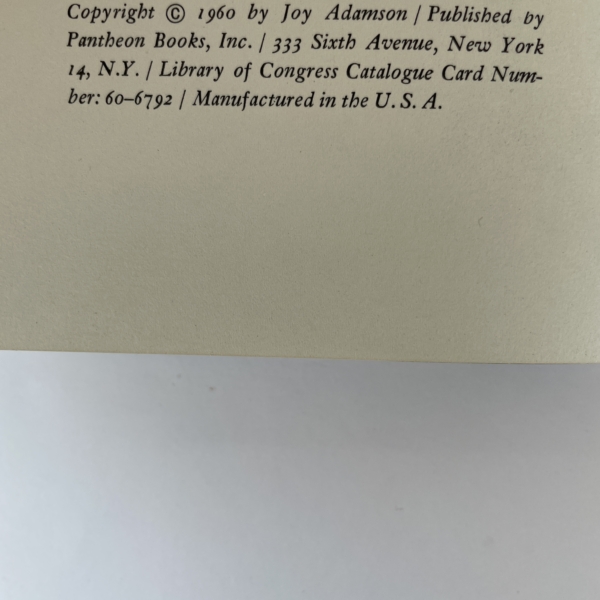 Copyright © 1960 by Joy Adamson / Published by
Pantheon Books, Inc. / 333 Sixth Avenue, New York
14, N.Y. / Library of Congress Catalogue Card Num-
ber: 60–6792 / Manufactured in the U. S. A.